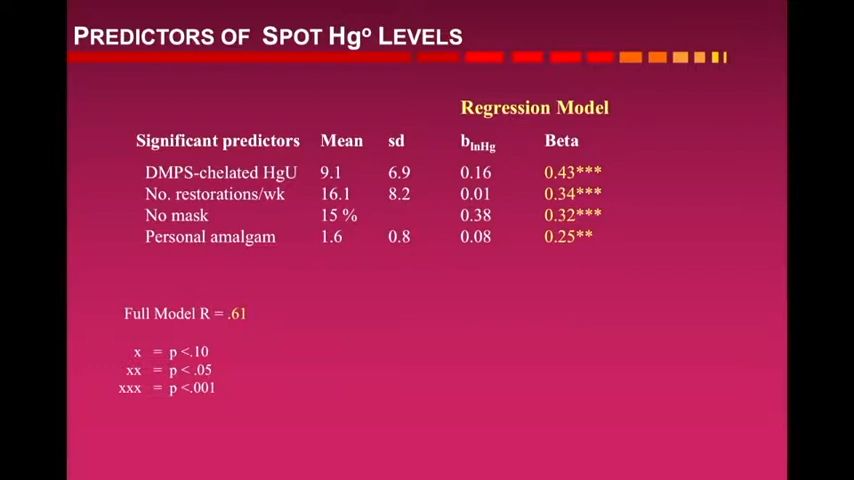 PREDICTORS OF SPOT Hgº LEVELS
Regression Model
Significant predictors Mean sd blnHg Beta
DMPS-chelated HgU 9.1 6.9 0.16 0.43***
No. restorations/wk 16.1 8.2 0.01 0.34***
No mask 15 % 0.38 0.32***
Personal amalgam 1.6 0.8 0.08 0.25**
Full Model R = .61
x = p <.10
xx = p < .05
xxx = p <.001